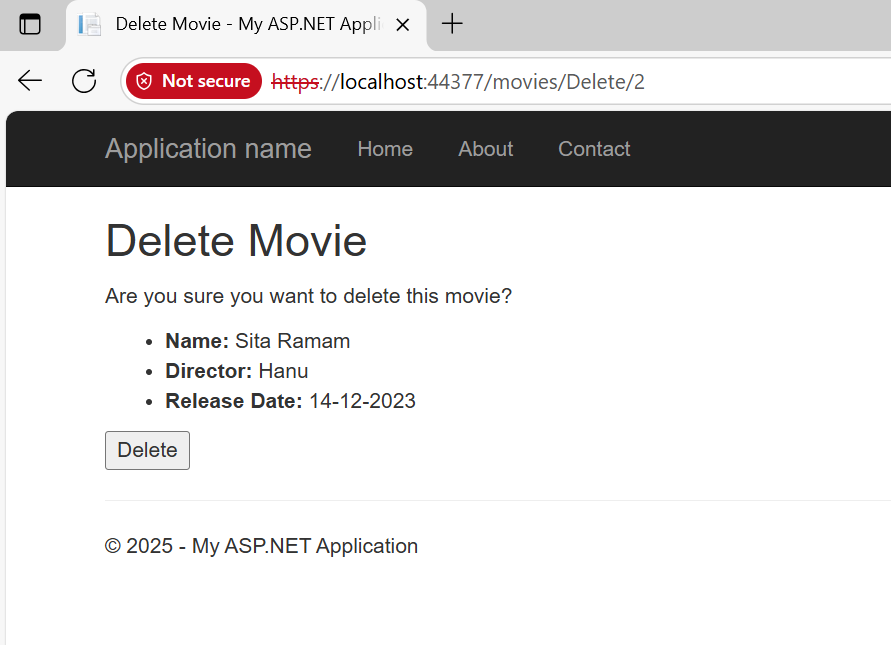 Delete Movie - My ASP.NET Appli
Not secure https://localhost:44377/movies/Delete/2
Application name Home About Contact
Delete Movie
Are you sure you want to delete this movie?
• Name: Sita Ramam
• Director: Hanu
• Release Date: 14-12-2023
Delete
© 2025 - My ASP.NET Application